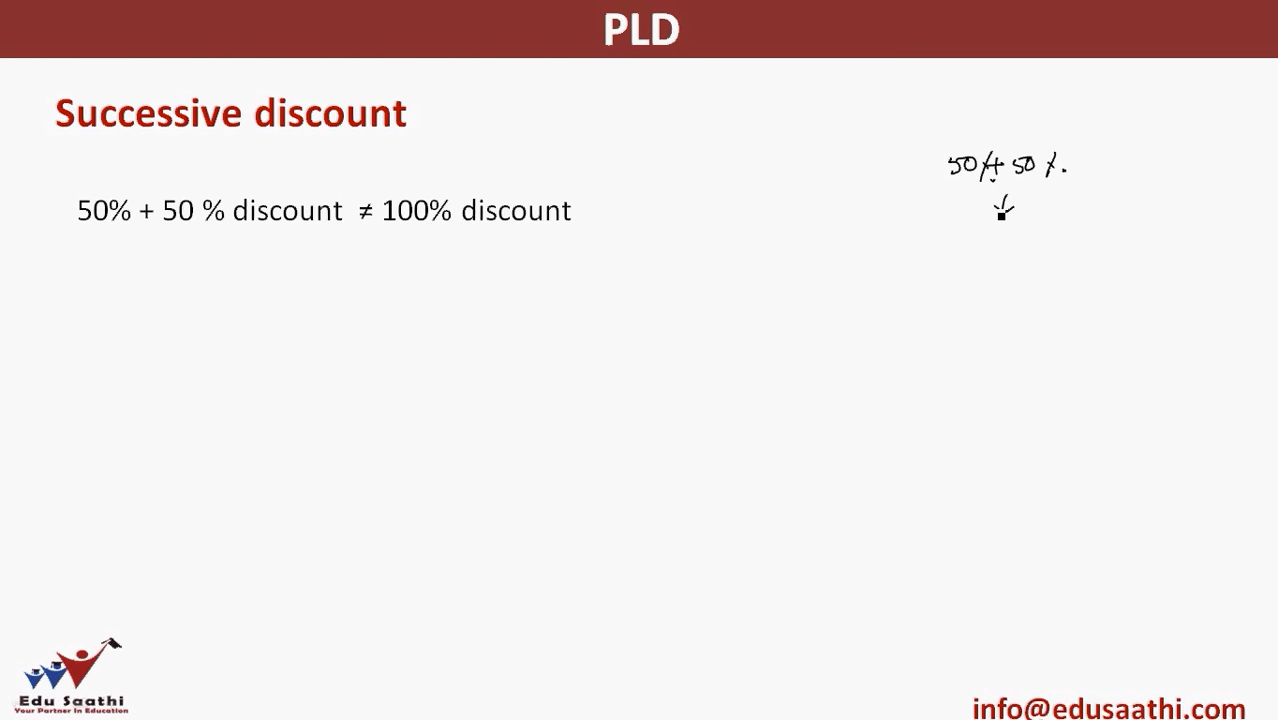 PLD
Successive discount
50%+ 50 %.
50% + 50 % discount ≠ 100% discount
Edu Saathi
Your Partner In Education
info@edusaathi.com